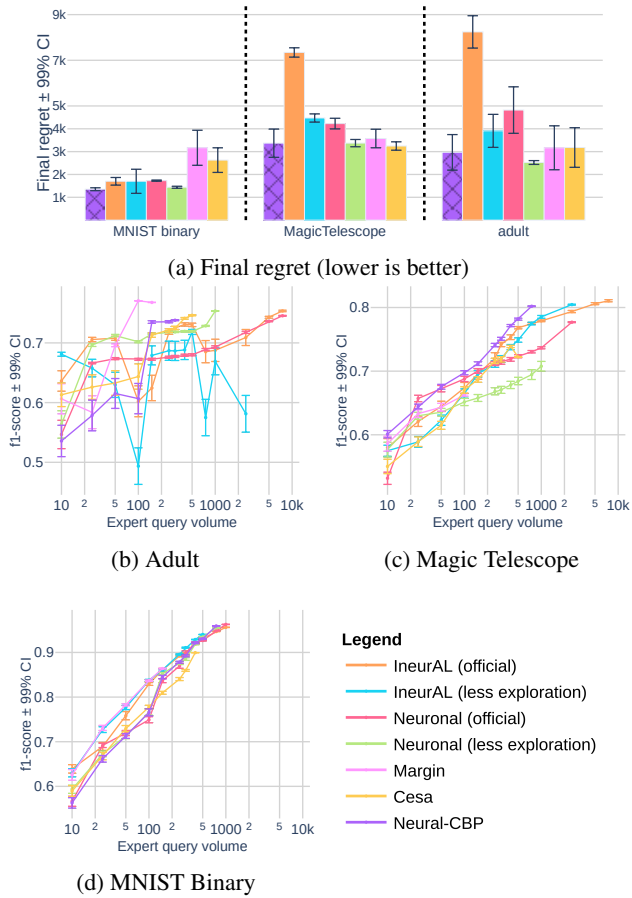 9k
7k
5k
4k
3k
2k
1k
Final regret ± 99% CI
MNIST binary
MagicTelescope
adult
(a) Final regret (lower is better)
0.7
0.6
0.5
f1-score ± 99% CI
10 2 5 100 2 5 1000 2 5 10k
Expert query volume
(b) Adult
0.8
0.7
0.6
f1-score ± 99% CI
10 2 5 100 2 5 1000 2 5 10k
Expert query volume
(c) Magic Telescope
0.9
0.8
0.7
0.6
f1-score ± 99% CI
10 2 5 100 2 5 1000 2 5 10k
Expert query volume
(d) MNIST Binary
Legend
IneurAL (official)
IneurAL (less exploration)
Neuronal (official)
Neuronal (less exploration)
Margin
Cesa
Neural-CBP